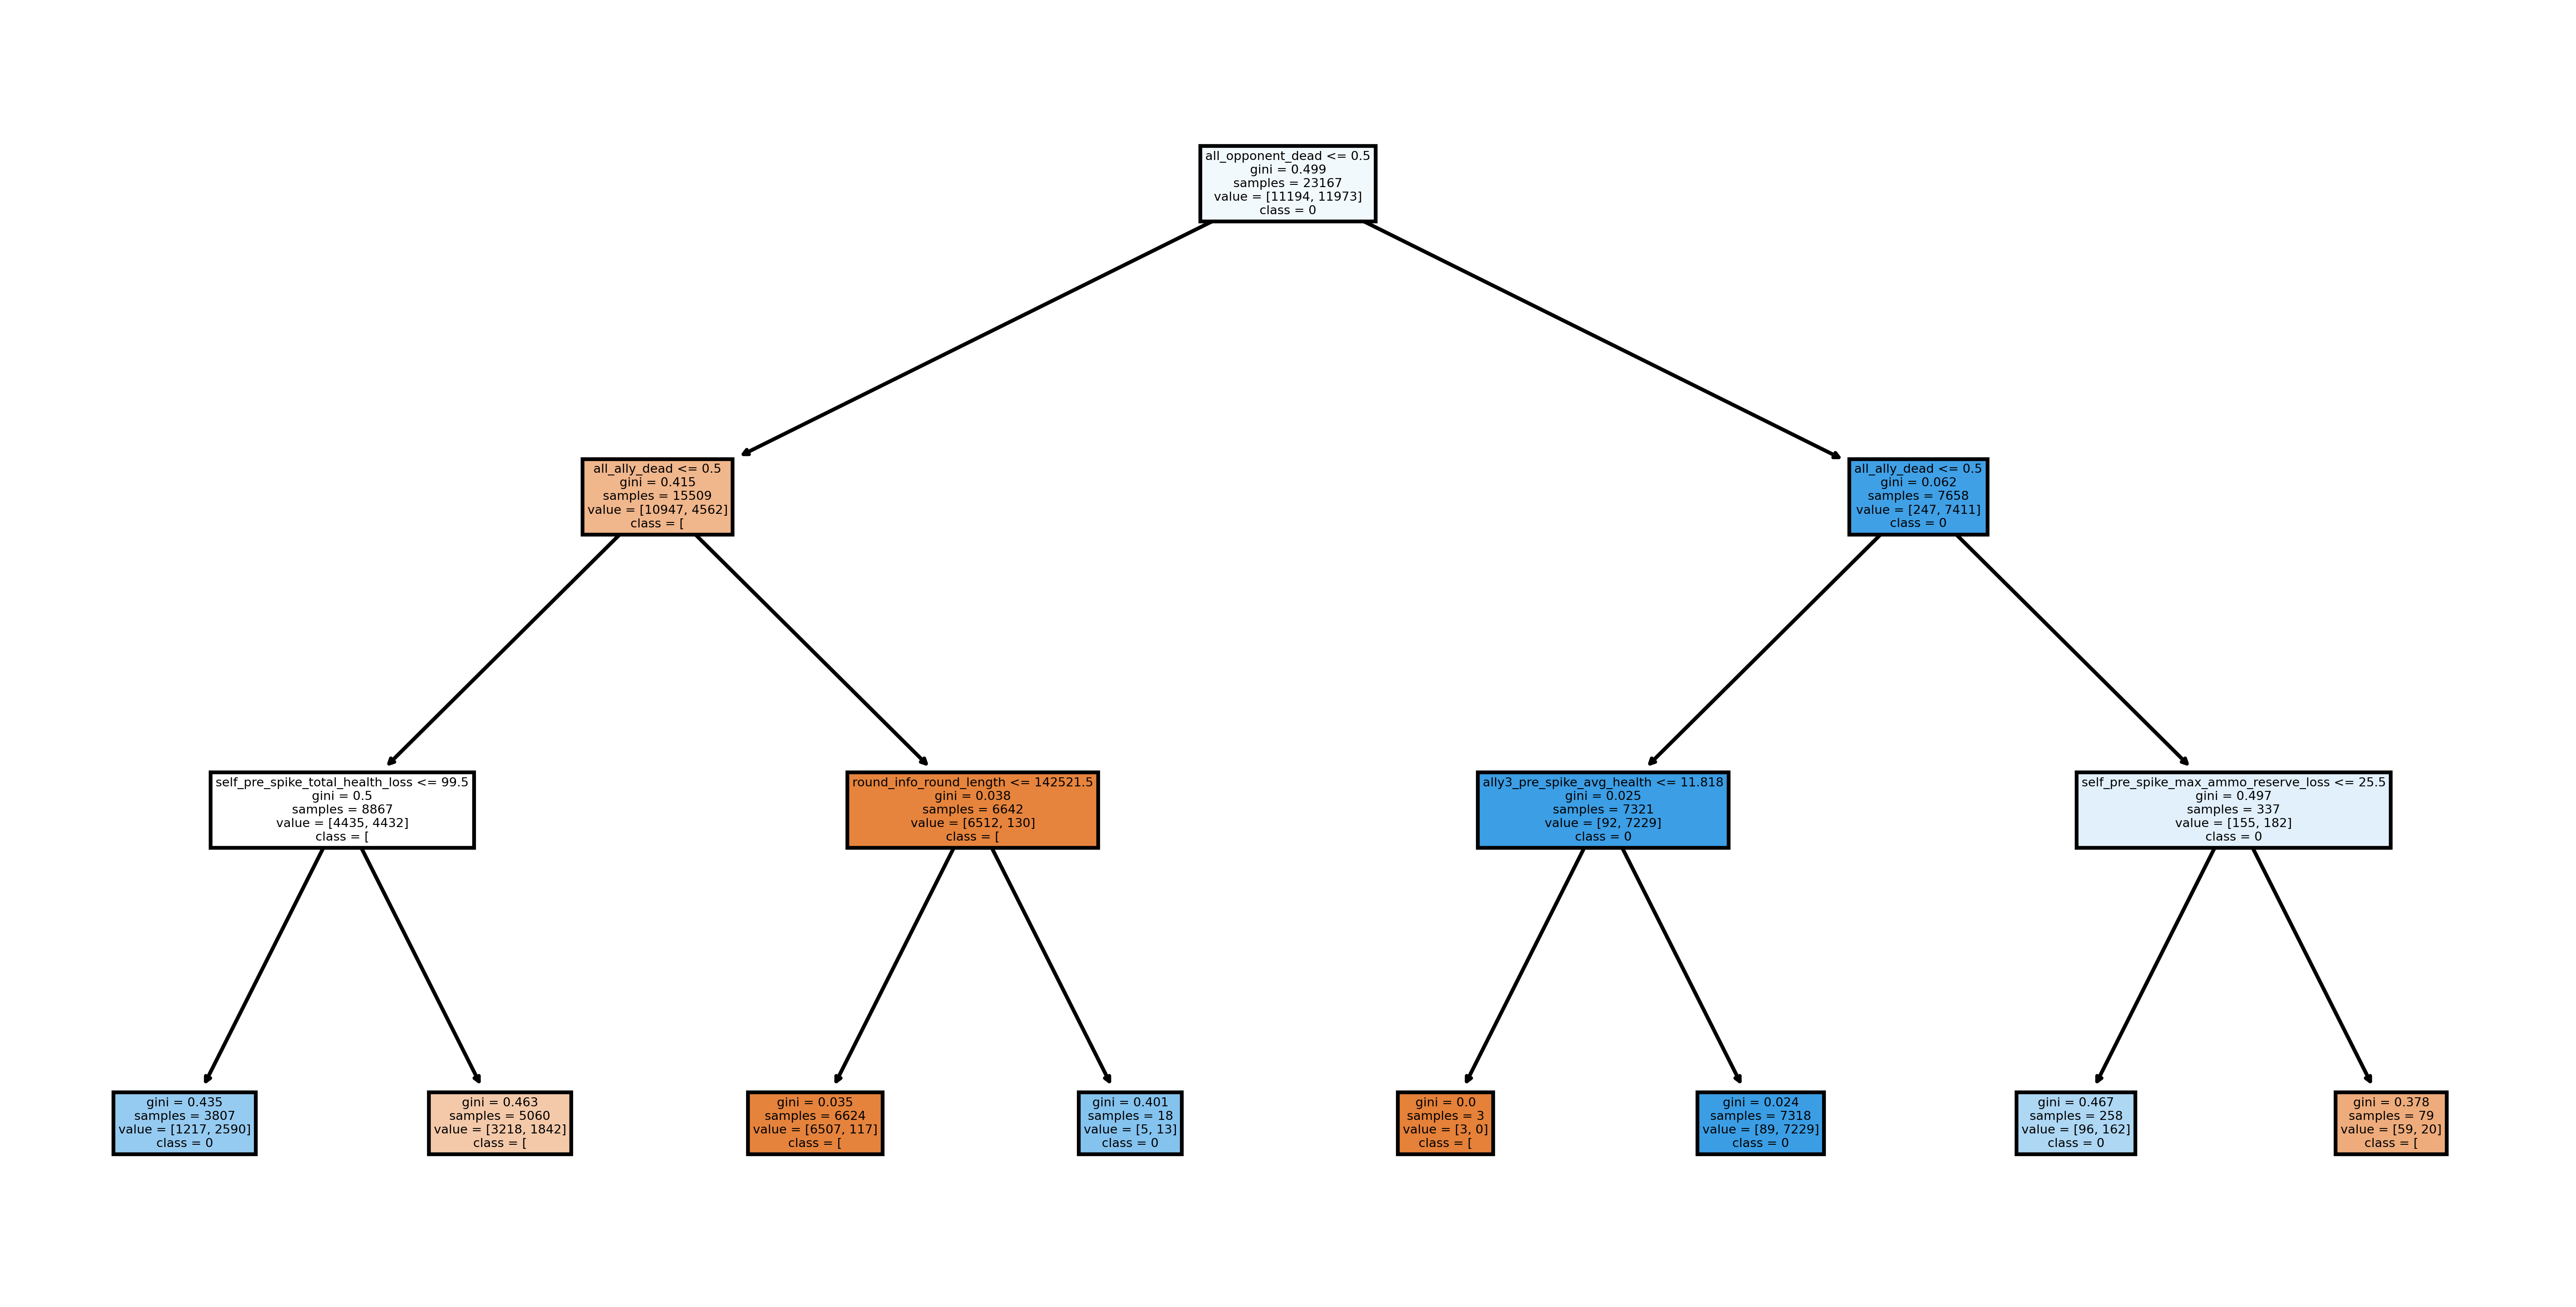 all_opponent_dead <= 0.5
gini = 0.499
samples = 23167
value = [11194, 11973]
class = 0
all_ally_dead <= 0.5
gini = 0.415
samples = 15509
value = [10947, 4562]
class = [
all_ally_dead <= 0.5
gini = 0.062
samples = 7658
value = [247, 7411]
class = 0
self_pre_spike_total_health_loss <= 99.5
gini = 0.5
samples = 8867
value = [4435, 4432]
class = [
round_info_round_length <= 142521.5
gini = 0.038
samples = 6642
value = [6512, 130]
class = [
ally3_pre_spike_avg_health <= 11.818
gini = 0.025
samples = 7321
value = [92, 7229]
class = 0
self_pre_spike_max_ammo_reserve_loss <= 25.5
gini = 0.497
samples = 337
value = [155, 182]
class = 0
gini = 0.435
samples = 3807
value = [1217, 2590]
class = 0
gini = 0.463
samples = 5060
value = [3218, 1842]
class = [
gini = 0.035
samples = 6624
value = [6507, 117]
class = [
gini = 0.401
samples = 18
value = [5, 13]
class = 0
gini = 0.0
samples = 3
value = [3, 0]
class = [
gini = 0.024
samples = 7318
value = [89, 7229]
class = 0
gini = 0.467
samples = 258
value = [96, 162]
class = 0
gini = 0.378
samples = 79
value = [59, 20]
class = [